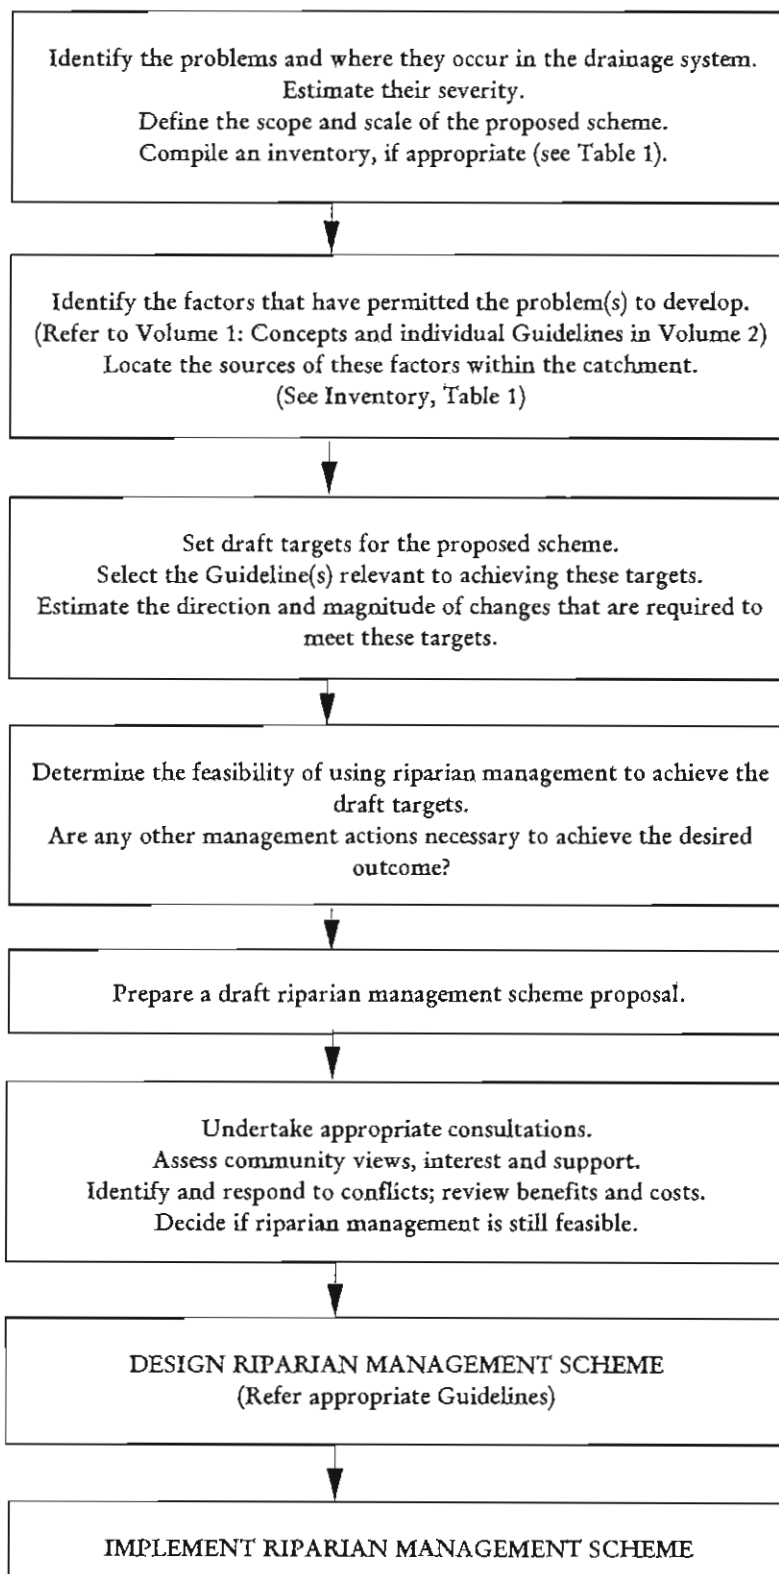 Identify the problems and where they occur in the drainage system.
Estimate their severity.
Define the scope and scale of the proposed scheme.
Compile an inventory, if appropriate (see Table 1).
Identify the factors that have permitted the problem(s) to develop.
(Refer to Volume 1: Concepts and individual Guidelines in Volume 2)
Locate the sources of these factors within the catchment.
(See Inventory, Table 1)
Set draft targets for the proposed scheme.
Select the Guideline(s) relevant to achieving these targets.
Estimate the direction and magnitude of changes that are required to
meet these targets.
Determine the feasibility of using riparian management to achieve the
draft targets.
Are any other management actions necessary to achieve the desired
outcome?
Prepare a draft riparian management scheme proposal.
Undertake appropriate consultations.
Assess community views, interest and support.
Identify and respond to conflicts; review benefits and costs.
Decide if riparian management is still feasible.
DESIGN RIPARIAN MANAGEMENT SCHEME
(Refer appropriate Guidelines)
IMPLEMENT RIPARIAN MANAGEMENT SCHEME